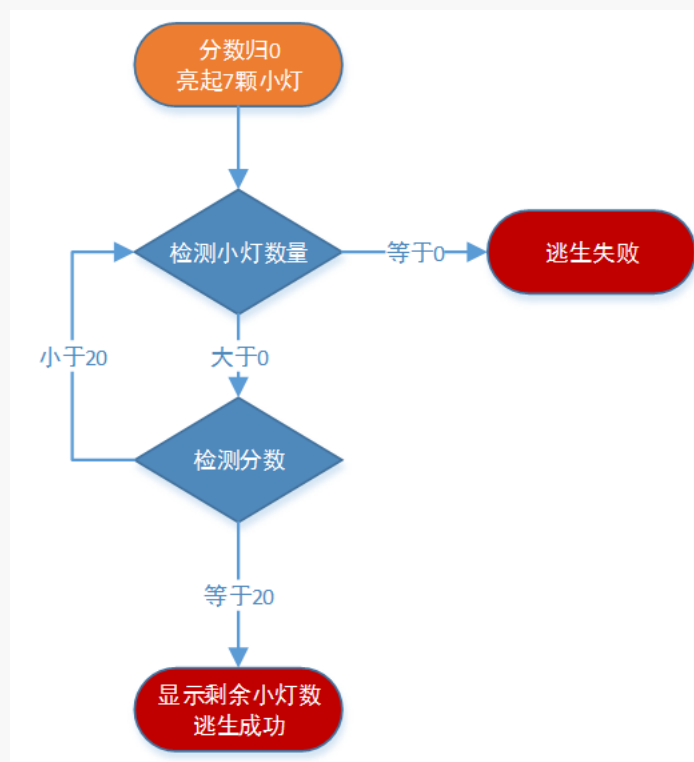 分数归0
亮起7颗小灯
检测小灯数量
等于0
逃生失败
小于20
大于0
检测分数
等于20
显示剩余小灯数
逃生成功